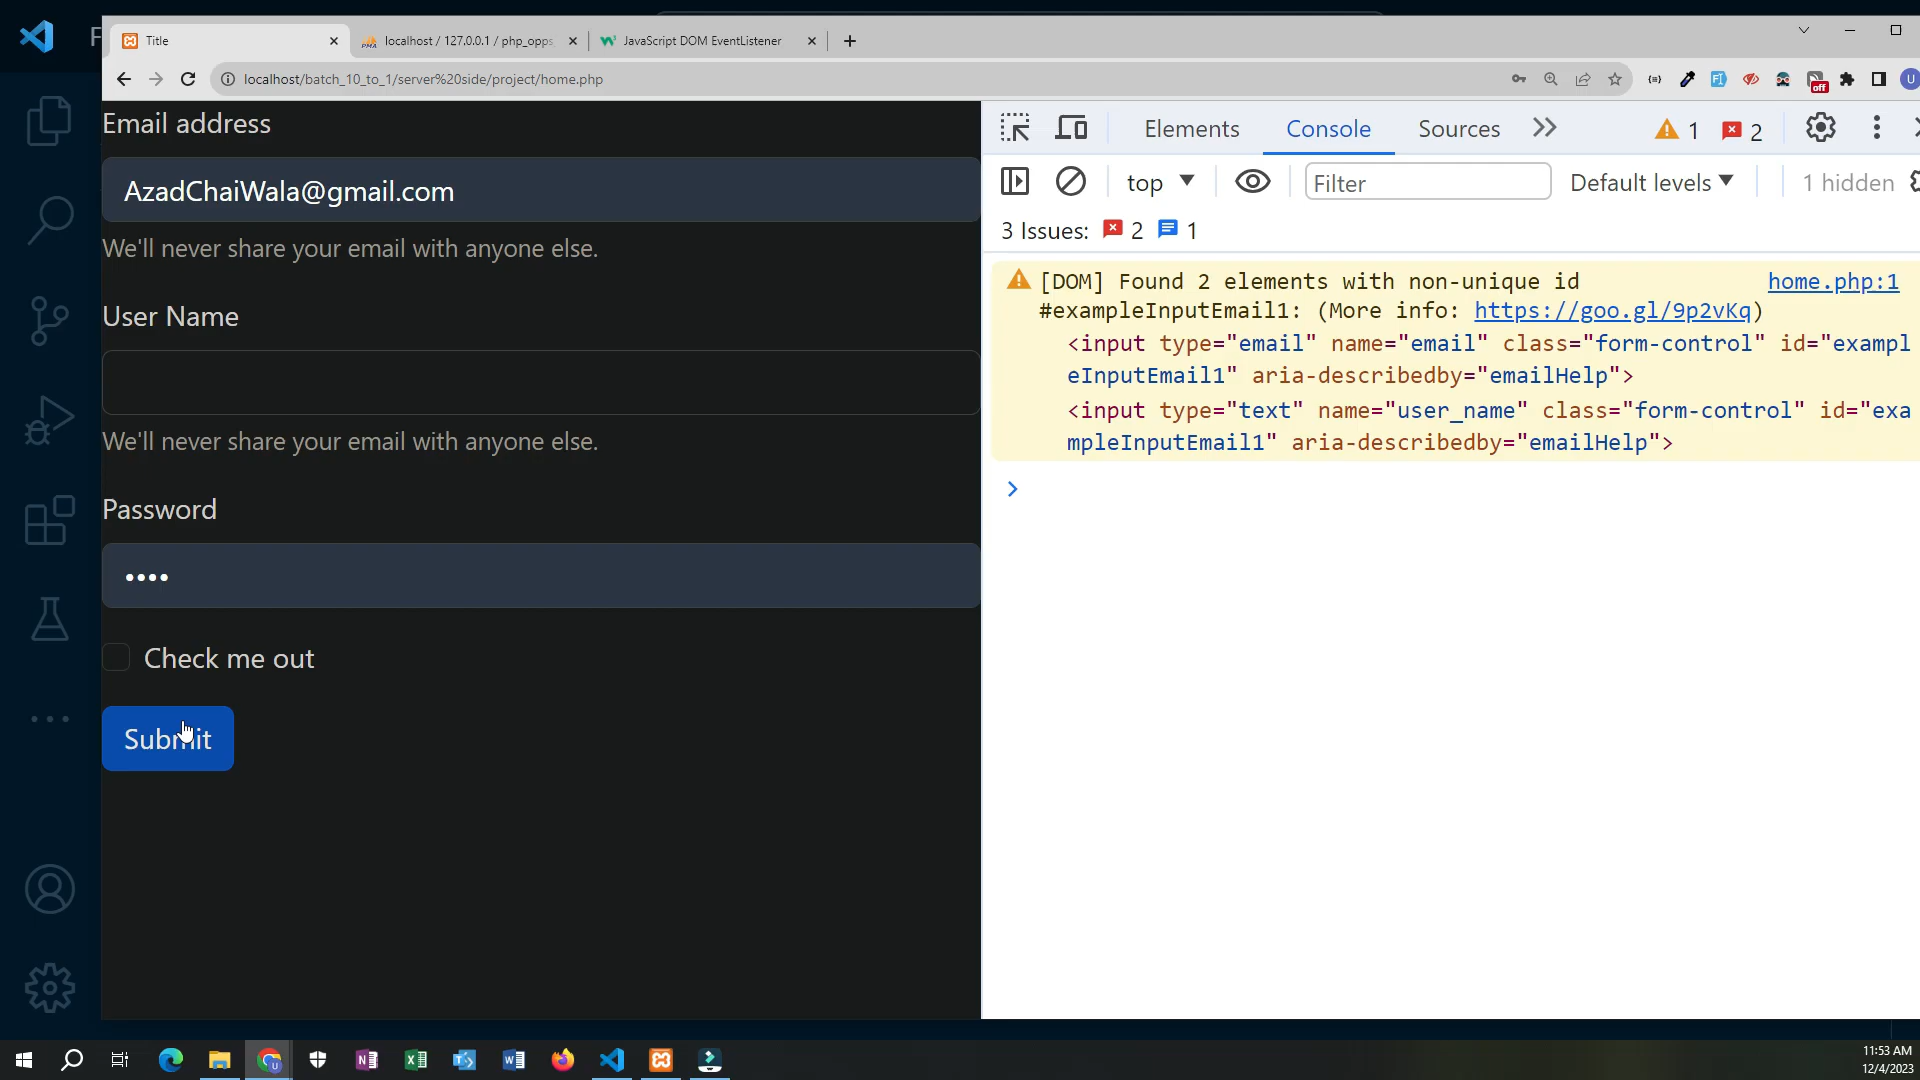 F
Title
localhost / 127.0.0.1 / php_opps
JavaScript DOM EventListener
localhost/batch_10_to_1/server%20side/project/home.php
off
U
Email address
AzadChaiWala@gmail.com
We'll never share your email with anyone else.
User Name
We'll never share your email with anyone else.
Password
Check me out
Submit
Elements
Console
Sources
1
2
top
Filter
Default levels
1 hidden
3 Issues: 2 1
[DOM] Found 2 elements with non-unique id home.php:1
#exampleInputEmail1: (More info: https://goo.gl/9p2vKq)
<input type="email" name="email" class="form-control" id="exampl
eInputEmail1" aria-describedby="emailHelp">
<input type="text" name="user_name" class="form-control" id="exa
mpleInputEmail1" aria-describedby="emailHelp">
11:53 AM
12/4/2023